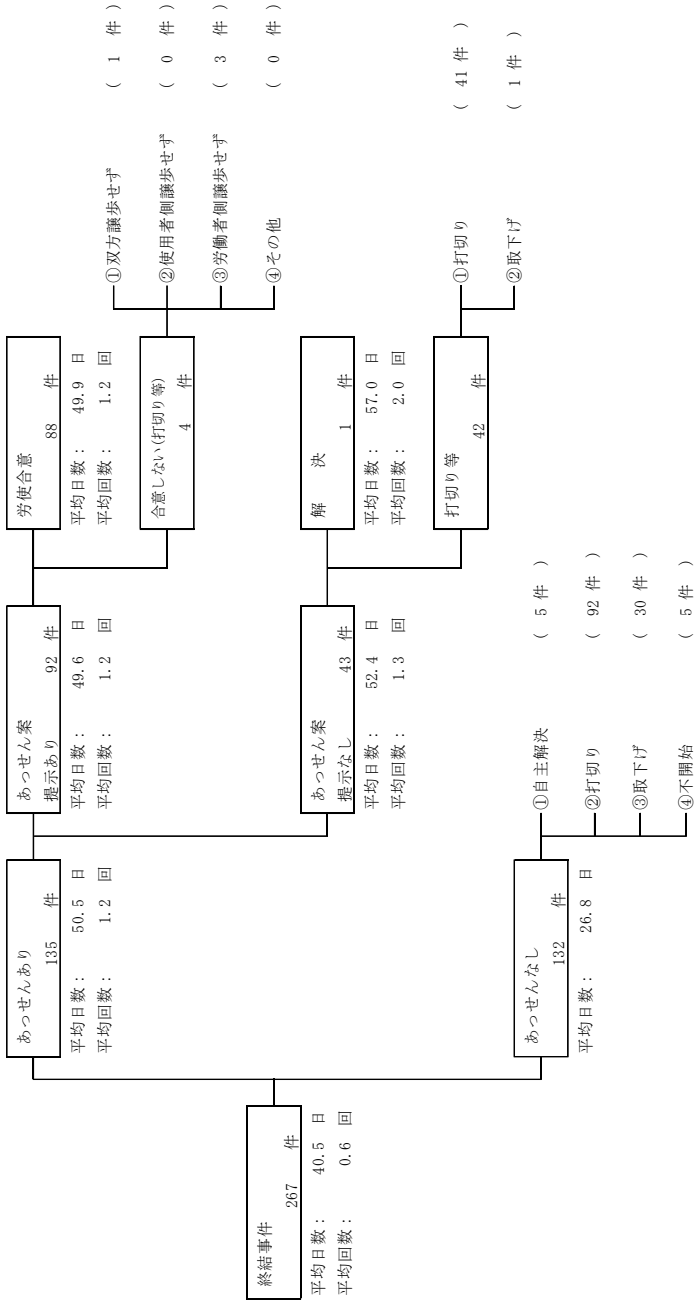 終結事件
267 件
平均日数： 40.5 日
平均回数： 0.6 回
あっせんあり
135 件
平均日数： 50.5 日
平均回数： 1.2 回
あっせん案
提示あり 92 件
平均日数： 49.6 日
平均回数： 1.2 回
労使合意
88 件
平均日数： 49.9 日
平均回数： 1.2 回
合意しない(打切り等)
4 件
①双方譲歩せず ( 1 件 )
②使用者側譲歩せず ( 0 件 )
③労働者側譲歩せず ( 3 件 )
④その他 ( 0 件 )
あっせん案
提示なし 43 件
平均日数： 52.4 日
平均回数： 1.3 回
解 決
1 件
平均日数： 57.0 日
平均回数： 2.0 回
打切り等
42 件
①打切り ( 41 件 )
②取下げ ( 1 件 )
あっせんなし
132 件
平均日数： 26.8 日
①自主解決 ( 5 件 )
②打切り ( 92 件 )
③取下げ ( 30 件 )
④不開始 ( 5 件 )